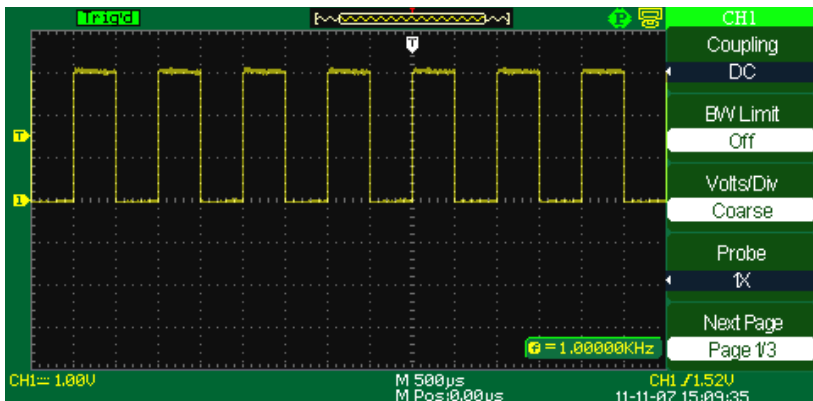 Trig'd
P
CH1
T
Coupling
DC
BW Limit
Off
T
Volts/Div
1
Coarse
Probe
1X
Next Page
f = 1.00000KHz
Page 1/3
CH1 1.00V
M 500μs
CH1 /1.52V
M Pos:0.00μs
11-11-07 15:09:35